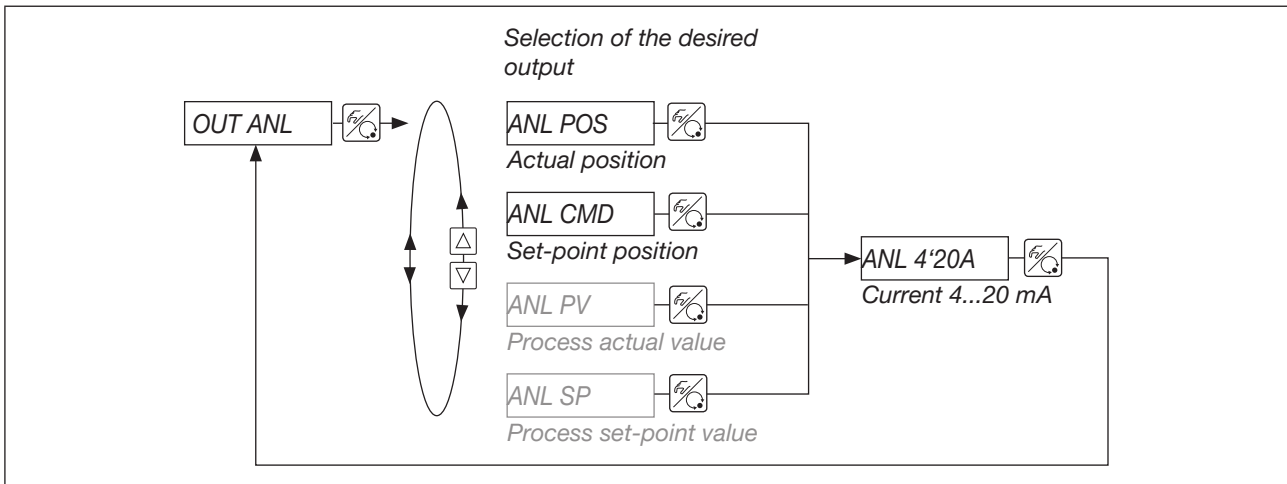 Selection of the desired
output
OUT ANL
ANL POS
Actual position
ANL CMD
Set-point position
ANL 4‘20A
Current 4...20 mA
ANL PV
Process actual value
ANL SP
Process set-point value